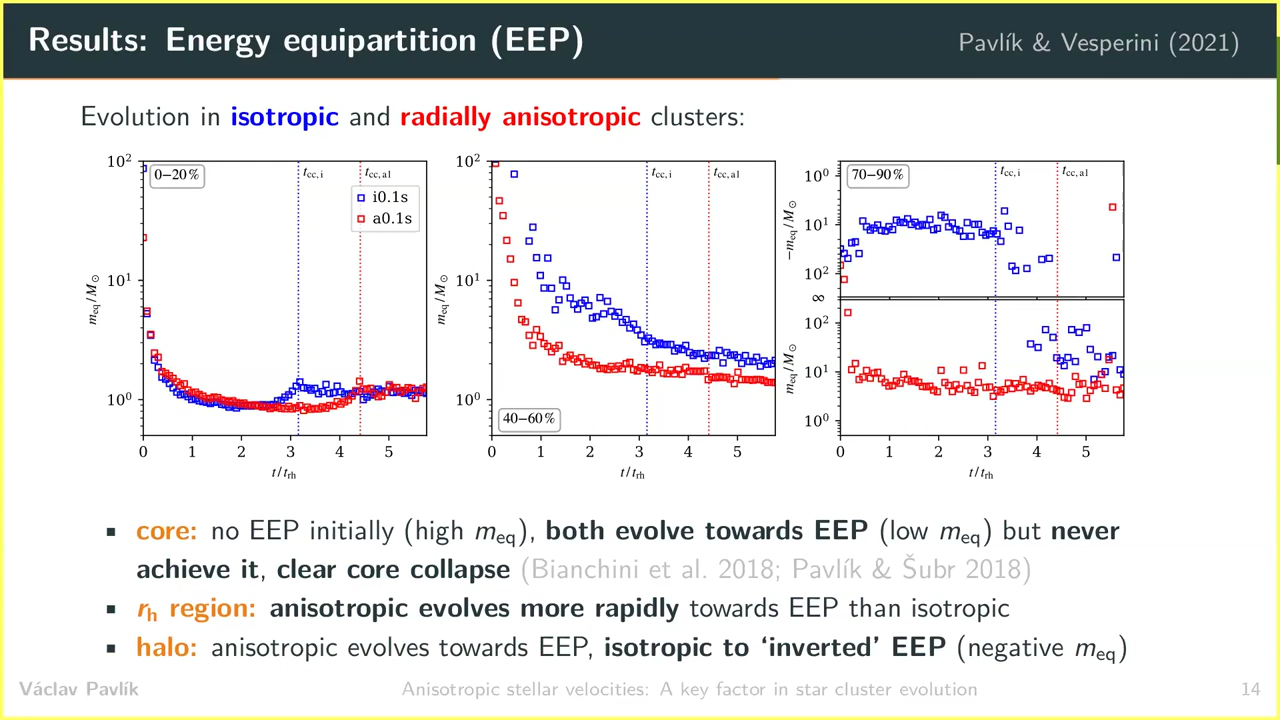 Results: Energy equipartition (EEP)
Pavlík & Vesperini (2021)
Evolution in isotropic and radially anisotropic clusters:
10² 10¹ 10⁰
m_eq/M⊙
0−20%
t_cc,i
t_cc,a1
i0.1s
a0.1s
0 1 2 3 4 5
t/t_rh
10² 10¹ 10⁰
m_eq/M⊙
t_cc,i
t_cc,a1
40−60%
0 1 2 3 4 5
t/t_rh
10⁰ 10¹ 10² ∞ 10² 10¹ 10⁰
−m_eq/M⊙
m_eq/M⊙
70−90%
t_cc,i
t_cc,a1
0 1 2 3 4 5
t/t_rh
▪ core: no EEP initially (high m_eq), both evolve towards EEP (low m_eq) but never
achieve it, clear core collapse (Bianchini et al. 2018; Pavlík & Šubr 2018)
▪ r_h region: anisotropic evolves more rapidly towards EEP than isotropic
▪ halo: anisotropic evolves towards EEP, isotropic to ‘inverted’ EEP (negative m_eq)
Václav Pavlík
Anisotropic stellar velocities: A key factor in star cluster evolution
14